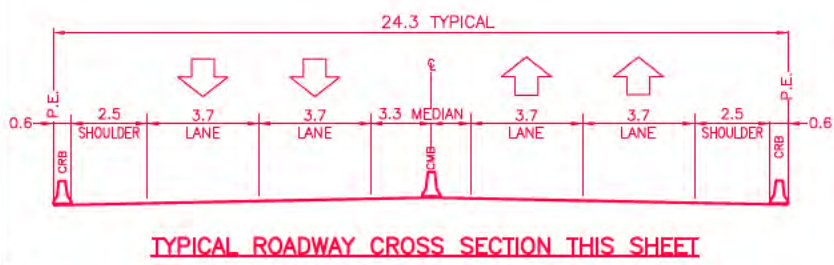 24.3 TYPICAL
℄
P.E.
P.E.
0.6
2.5
3.7
3.7
3.3 MEDIAN
3.7
3.7
2.5
0.6
SHOULDER
LANE
LANE
LANE
LANE
SHOULDER
CRB
CMB
CRB
TYPICAL ROADWAY CROSS SECTION THIS SHEET